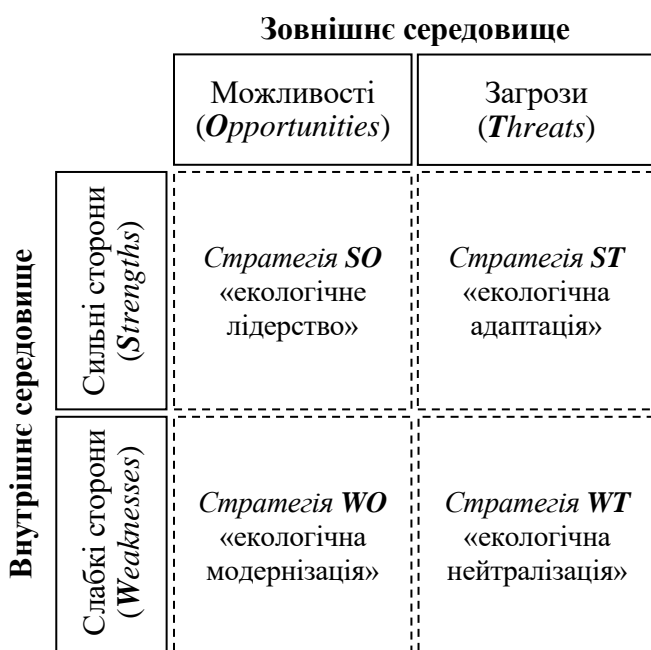 Зовнішнє середовище
Можливості
(Opportunities)
Загрози
(Threats)
Внутрішнє середовище
Сильні сторони
(Strengths)
Стратегія SO
«екологічне
лідерство»
Стратегія ST
«екологічна
адаптація»
Слабкі сторони
(Weaknesses)
Стратегія WO
«екологічна
модернізація»
Стратегія WT
«екологічна
нейтралізація»